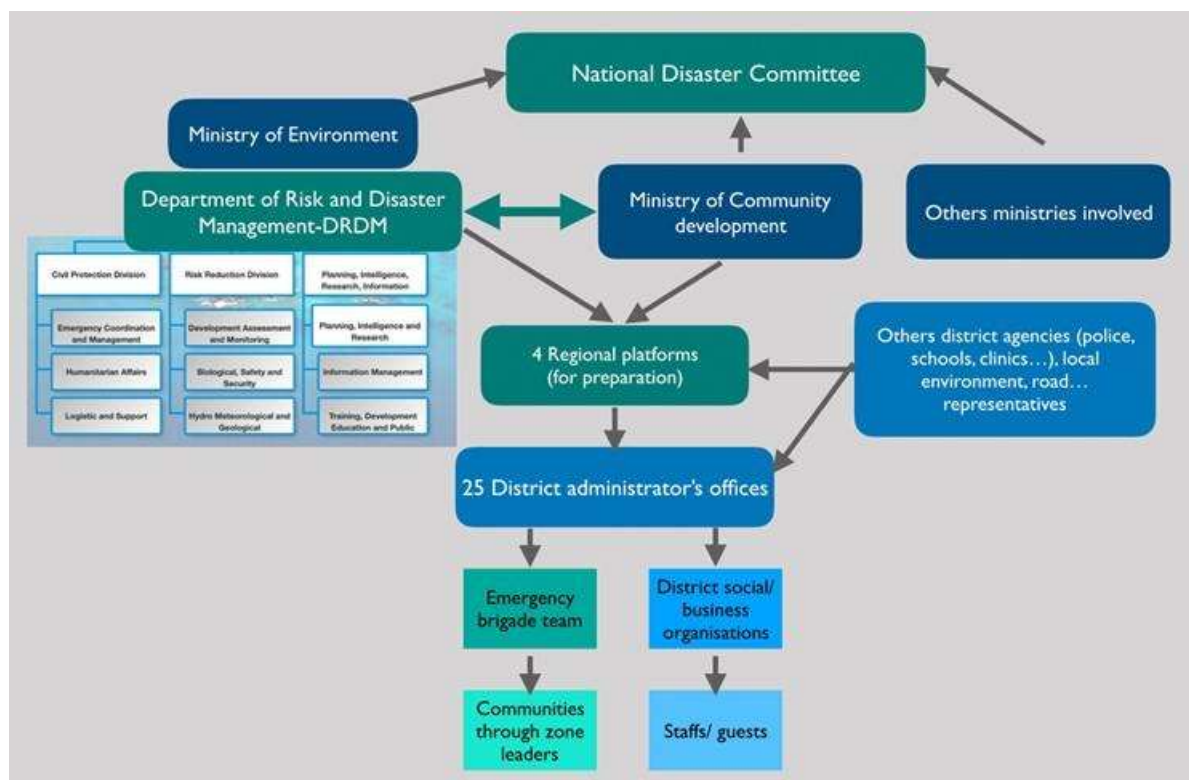 National Disaster Committee
Ministry of Environment
Department of Risk and Disaster
Management-DRDM
Ministry of Community
development
Others ministries involved
Civil Protection Division
Risk Reduction Division
Planning, Intelligence,
Research, Information
Emergency Coordination
and Management
Development Assessment
and Monitoring
Planning, Intelligence and
Research
Humanitarian Affairs
Biological, Safety and
Security
Information Management
Logistic and Support
Hydro Meteorological and
Geological
Training, Development
Education and Public
4 Regional platforms
(for preparation)
Others district agencies (police,
schools, clinics...), local
environment, road...
representatives
25 District administrator's offices
Emergency
brigade team
District social/
business
organisations
Communities
through zone
leaders
Staffs/ guests